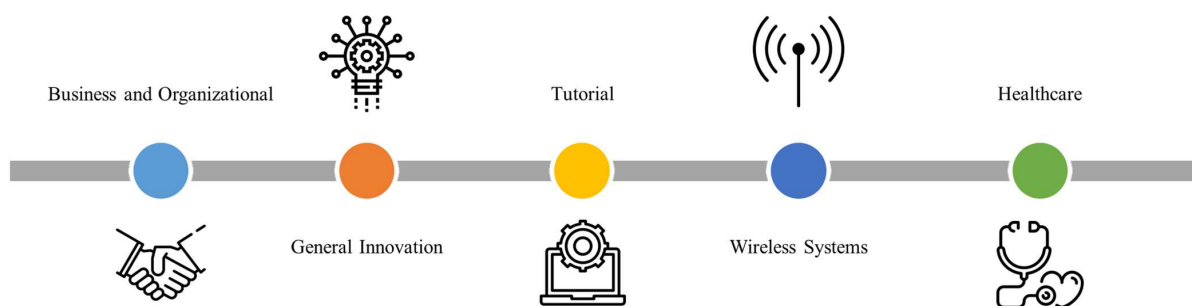 Business and Organizational
Tutorial
Healthcare
General Innovation
Wireless Systems